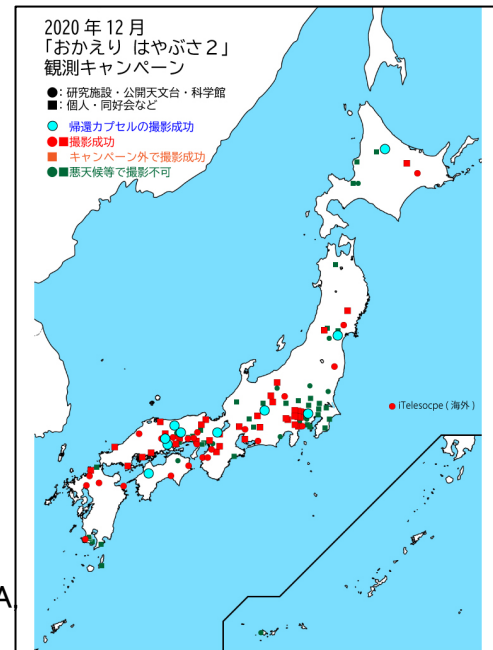 2020 年 12 月
「おかえり はやぶさ２」
観測キャンペーン
●：研究施設・公開天文台・科学館
■：個人・同好会など
帰還カプセルの撮影成功
●■撮影成功
■ キャンペーン外で撮影成功
●■悪天候等で撮影不可
● iTelesocpe ( 海外 )
A,